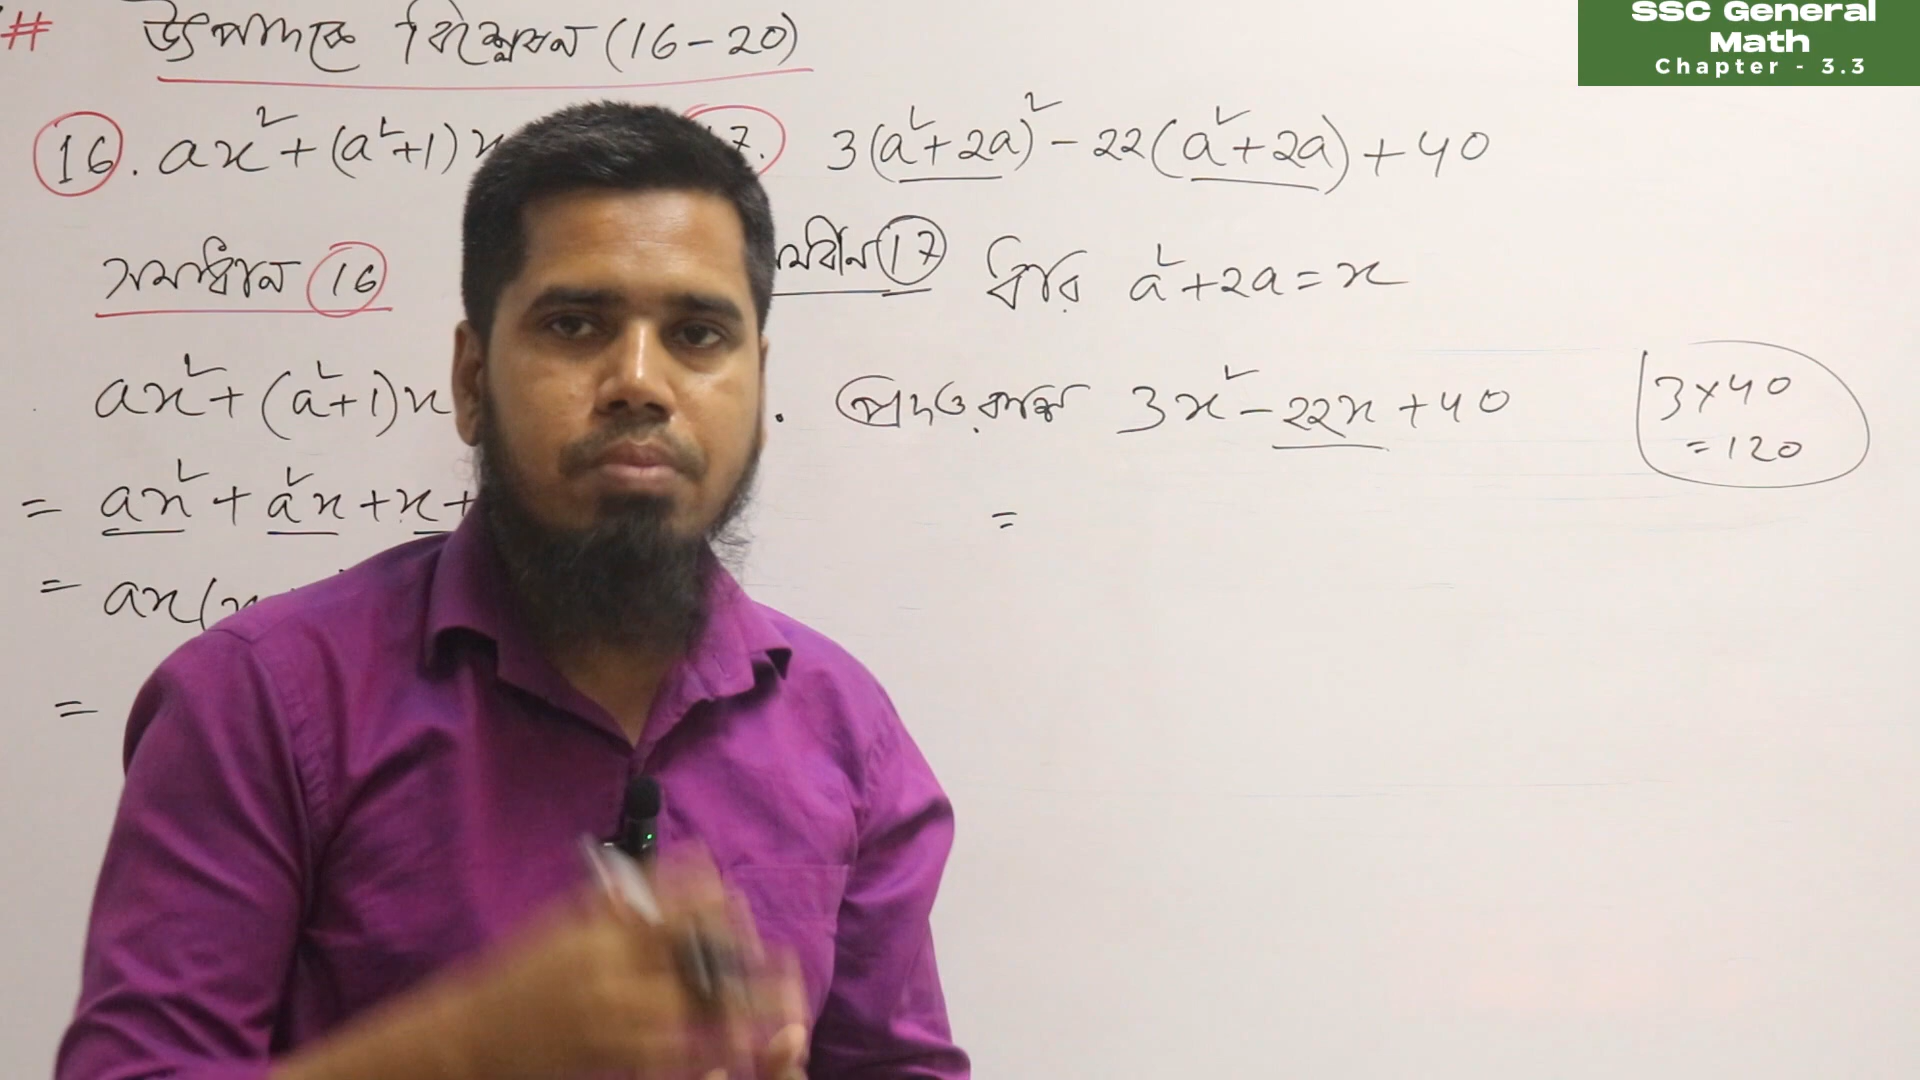 # উৎপাদকে বিশ্লেষণ (16-20)
SSC General
Math
Chapter - 3.3
16. ax² + (a²+1)x
সমাধান 16
ax² + (a²+1)x
= ax² + a²x + x +
= ax(x
=
7. 3(a²+2a)² - 22(a²+2a) + 40
মাধান 17 ধরি a²+2a = x
প্রদত্ত রাশি 3x² - 22x + 40
=
3×40
= 120